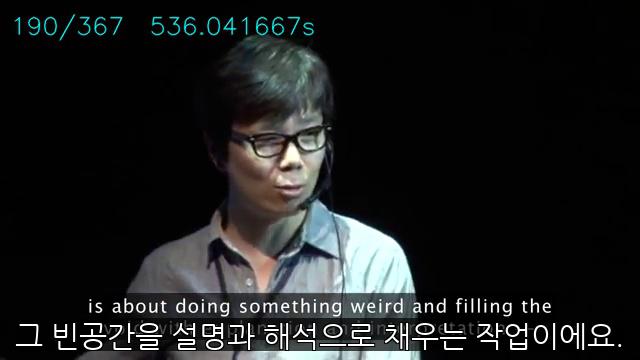 190/367 536.041667s
is about doing something weird and filling the
그 빈공간을 설명과 해석으로 채우는 작업이에요.